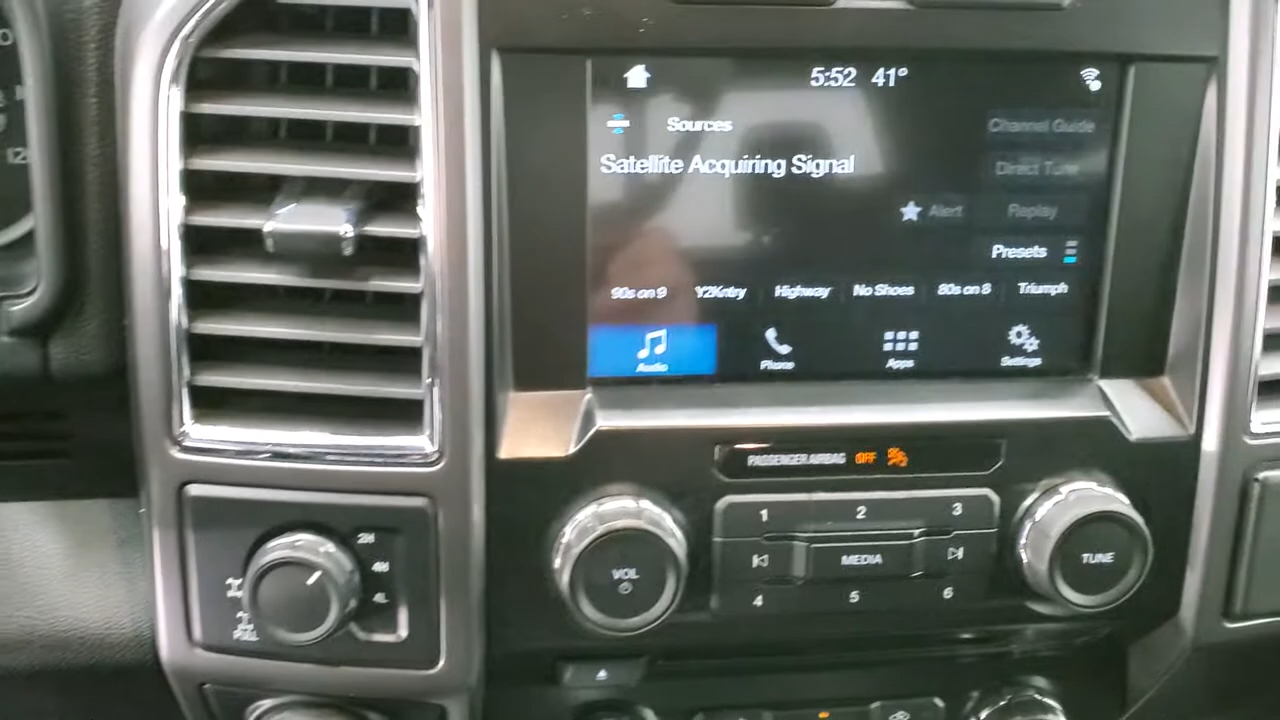 5:52 41°
Sources
Channel Guide
Satellite Acquiring Signal
Direct Tune
Alert
Replay
Presets
90s on 9 Y2Kntry Highway No Shoes 80s on 8 Triumph
Audio Phone Apps Settings
PASSENGER AIRBAG OFF
1 2 3
VOL
MEDIA
TUNE
4 5 6
2H
4H
4L
PULL